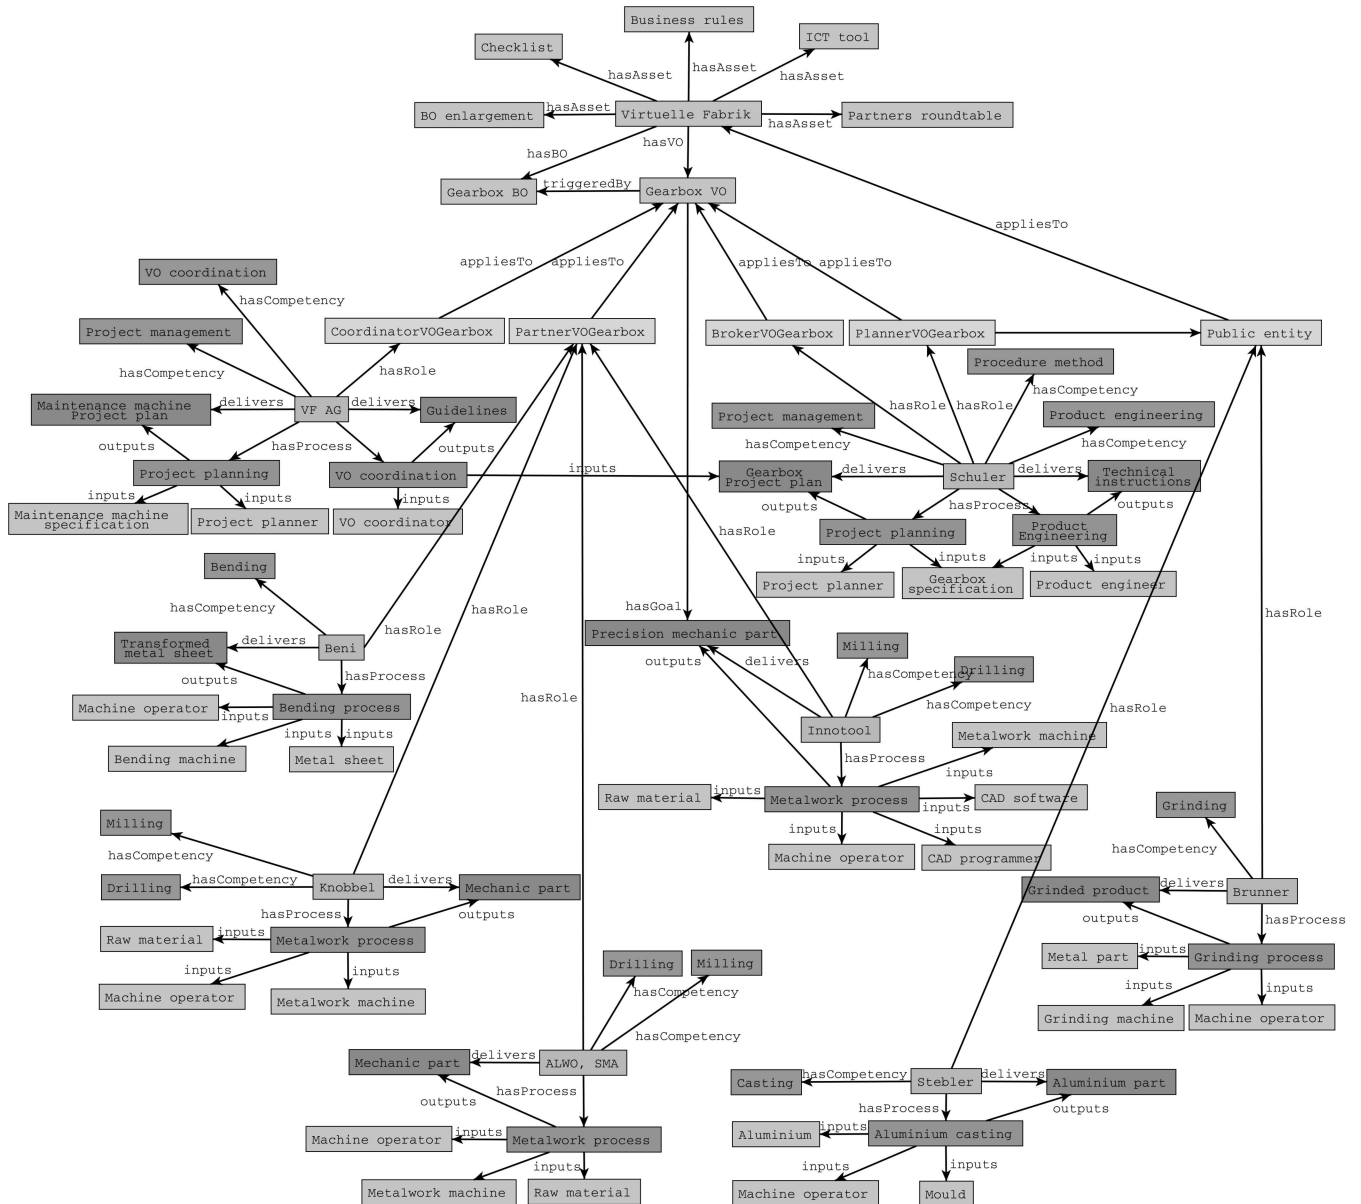 Business rules
ICT tool
Checklist
hasAsset
hasAsset
hasAsset
BO enlargement
hasAsset
Virtuelle Fabrik
hasAsset
Partners roundtable
hasBO
hasVO
Gearbox BO
triggeredBy
Gearbox VO
appliesTo
VO coordination
appliesTo
appliesTo
appliesTo
appliesTo
hasCompetency
Project management
CoordinatorVOGearbox
PartnerVOGearbox
BrokerVOGearbox
PlannerVOGearbox
Public entity
hasCompetency
hasRole
Procedure method
hasCompetency
Maintenance machine
Project plan
delivers
VF AG
delivers
Guidelines
hasRole
hasRole
Project management
Product engineering
outputs
hasProcess
outputs
hasCompetency
hasCompetency
Project planning
VO coordination
inputs
Gearbox
Project plan
delivers
Schuler
delivers
Technical
instructions
inputs
inputs
inputs
outputs
hasProcess
outputs
Maintenance machine
specification
Project planner
VO coordinator
hasRole
Project planning
Product
Engineering
inputs
inputs
inputs
inputs
Bending
Project planner
Gearbox
specification
Product engineer
hasCompetency
hasRole
hasGoal
hasRole
Transformed
metal sheet
delivers
Beni
hasRole
Precision mechanic part
Milling
outputs
hasProcess
outputs
delivers
hasCompetency
Drilling
Machine operator
inputs
Bending process
hasRole
hasCompetency
hasRole
inputs
inputs
Innotool
Metalwork machine
Bending machine
Metal sheet
hasProcess
inputs
Raw material
inputs
Metalwork process
inputs
CAD software
Grinding
Milling
inputs
inputs
hasCompetency
Machine operator
CAD programmer
hasCompetency
Drilling
hasCompetency
Knobbel
delivers
Mechanic part
Grinded product
delivers
Brunner
hasProcess
outputs
outputs
hasProcess
Raw material
inputs
Metalwork process
Metal part
inputs
Grinding process
inputs
inputs
Drilling
Milling
inputs
inputs
Machine operator
Metalwork machine
hasCompetency
Grinding machine
Machine operator
hasCompetency
Mechanic part
delivers
ALWO, SMA
Casting
hasCompetency
Stebler
delivers
Aluminium part
outputs
hasProcess
hasProcess
outputs
Machine operator
inputs
Metalwork process
Aluminium
inputs
Aluminium casting
inputs
inputs
inputs
Metalwork machine
Raw material
Machine operator
Mould